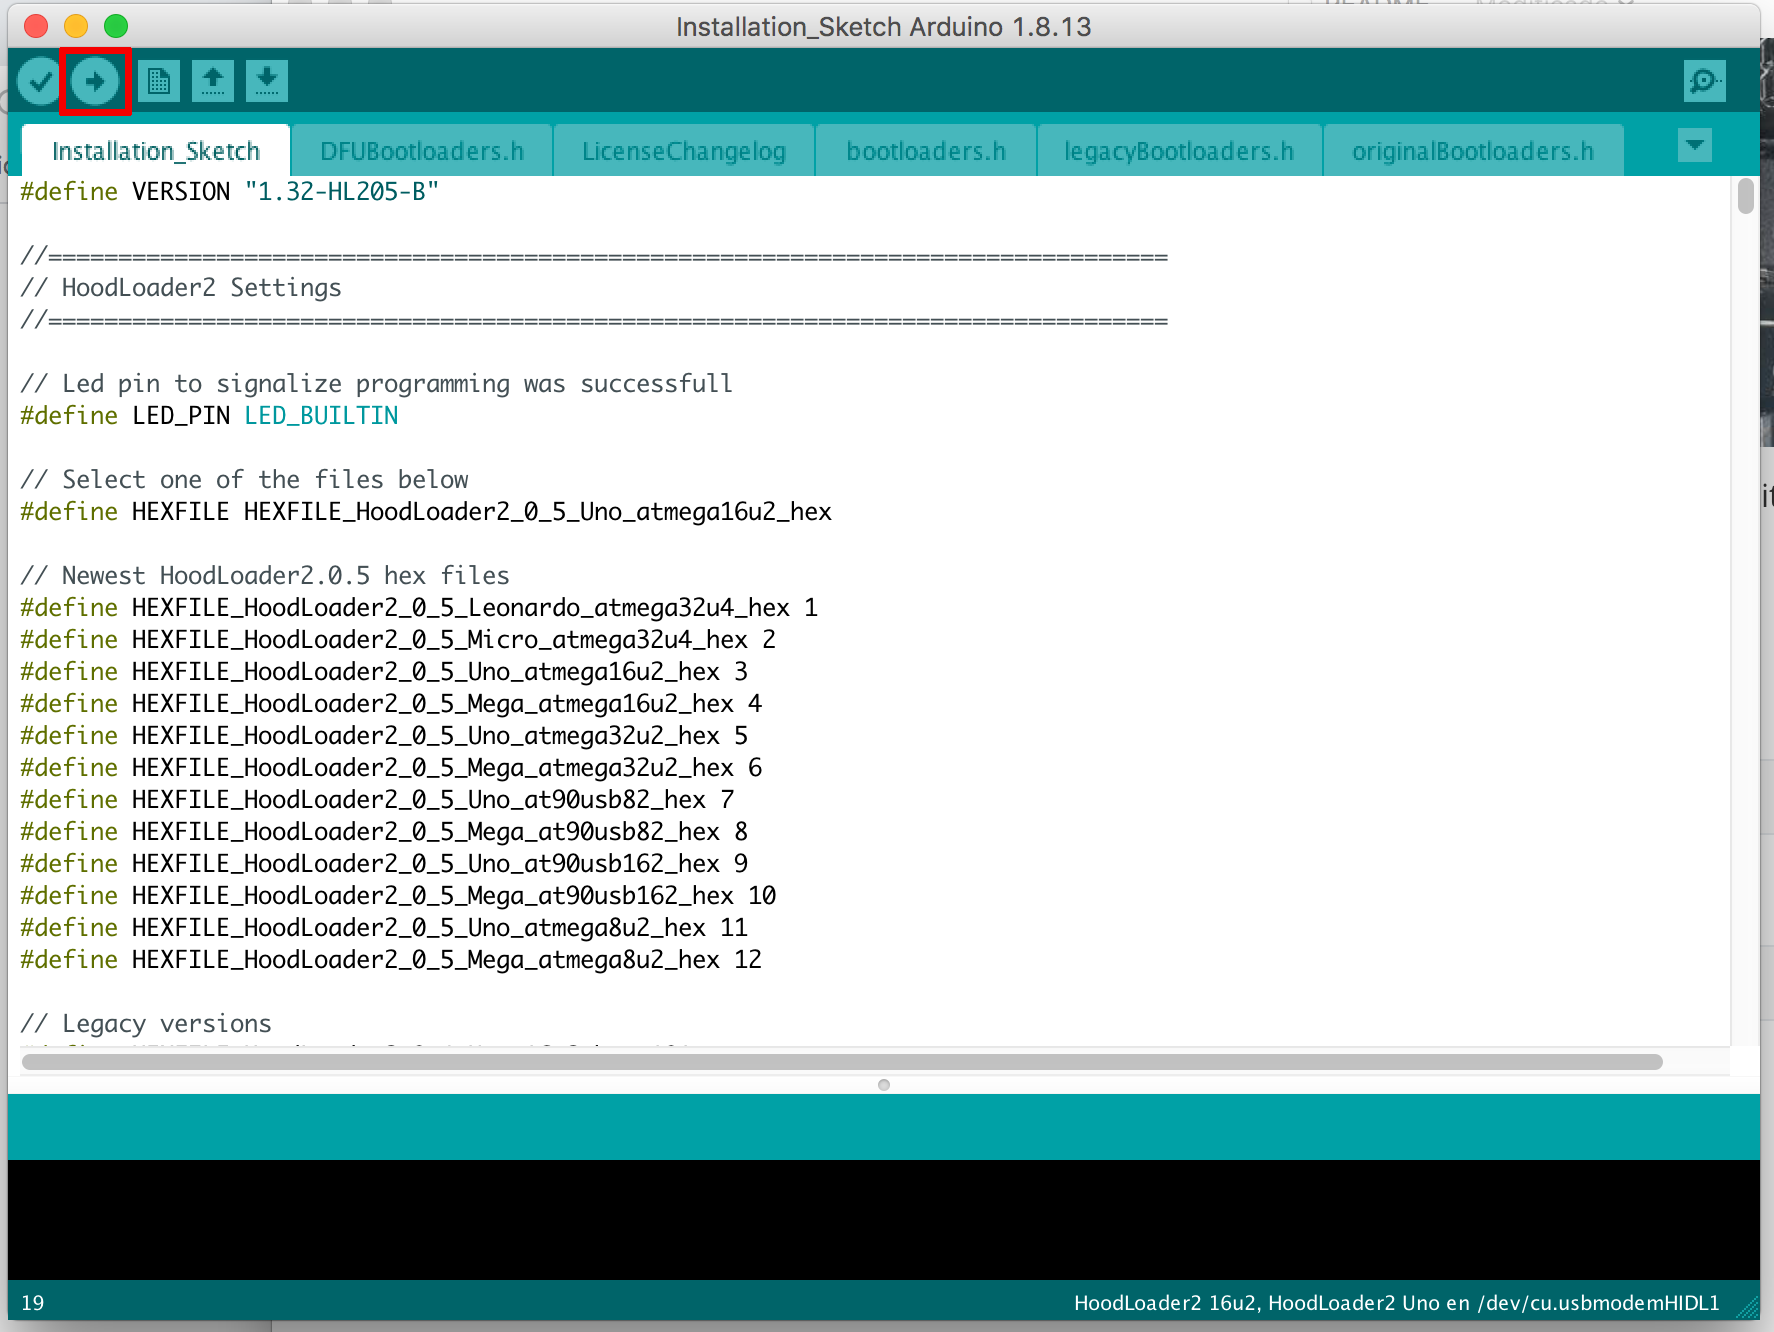 Installation_Sketch Arduino 1.8.13
Installation_Sketch DFUBootloaders.h LicenseChangelog bootloaders.h legacyBootloaders.h originalBootloaders.h
#define VERSION "1.32-HL205-B"
//================================================================================
// HoodLoader2 Settings
//================================================================================
// Led pin to signalize programming was successfull
#define LED_PIN LED_BUILTIN
// Select one of the files below
#define HEXFILE HEXFILE_HoodLoader2_0_5_Uno_atmega16u2_hex
// Newest HoodLoader2.0.5 hex files
#define HEXFILE_HoodLoader2_0_5_Leonardo_atmega32u4_hex 1
#define HEXFILE_HoodLoader2_0_5_Micro_atmega32u4_hex 2
#define HEXFILE_HoodLoader2_0_5_Uno_atmega16u2_hex 3
#define HEXFILE_HoodLoader2_0_5_Mega_atmega16u2_hex 4
#define HEXFILE_HoodLoader2_0_5_Uno_atmega32u2_hex 5
#define HEXFILE_HoodLoader2_0_5_Mega_atmega32u2_hex 6
#define HEXFILE_HoodLoader2_0_5_Uno_at90usb82_hex 7
#define HEXFILE_HoodLoader2_0_5_Mega_at90usb82_hex 8
#define HEXFILE_HoodLoader2_0_5_Uno_at90usb162_hex 9
#define HEXFILE_HoodLoader2_0_5_Mega_at90usb162_hex 10
#define HEXFILE_HoodLoader2_0_5_Uno_atmega8u2_hex 11
#define HEXFILE_HoodLoader2_0_5_Mega_atmega8u2_hex 12
// Legacy versions
19 HoodLoader2 16u2, HoodLoader2 Uno en /dev/cu.usbmodemHIDL1